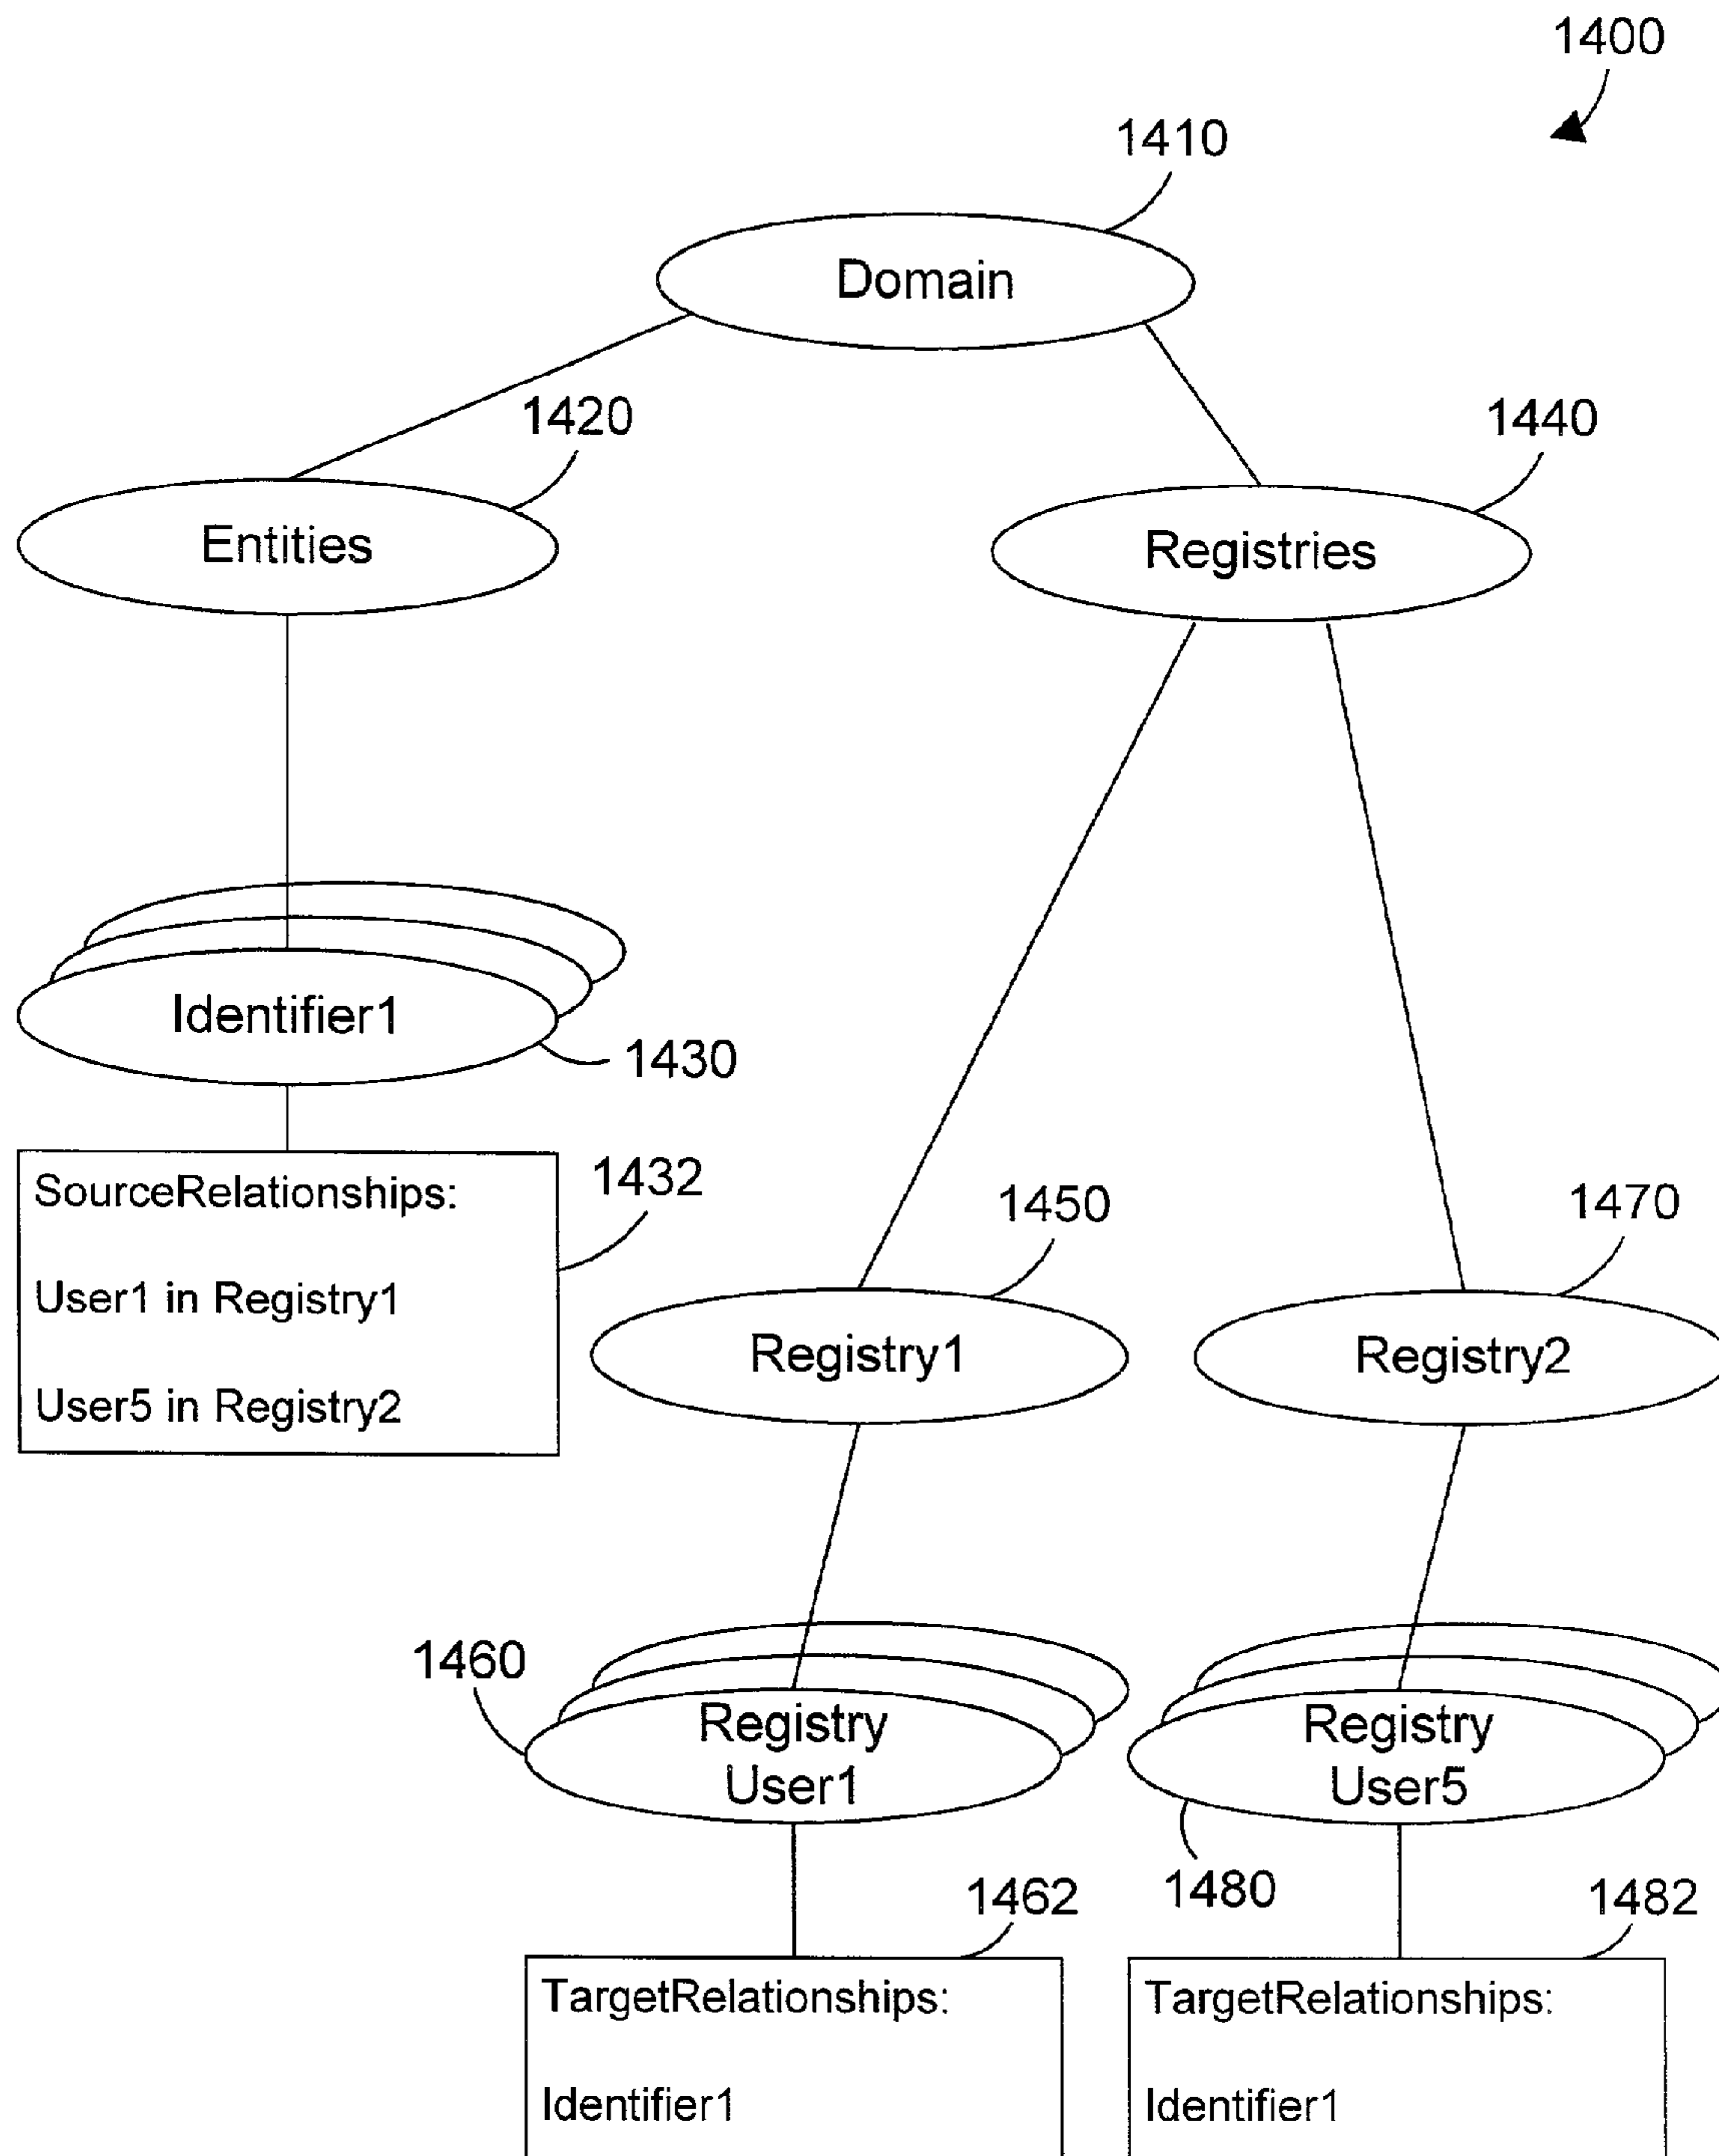 1400
1410
Domain
1420
1440
Entities
Registries
Identifier1
1430
SourceRelationships:
User1 in Registry1
User5 in Registry2
1432
1450
1470
Registry1
Registry2
1460
Registry
User1
Registry
User5
1480
1462
1482
TargetRelationships:
Identifier1
TargetRelationships:
Identifier1